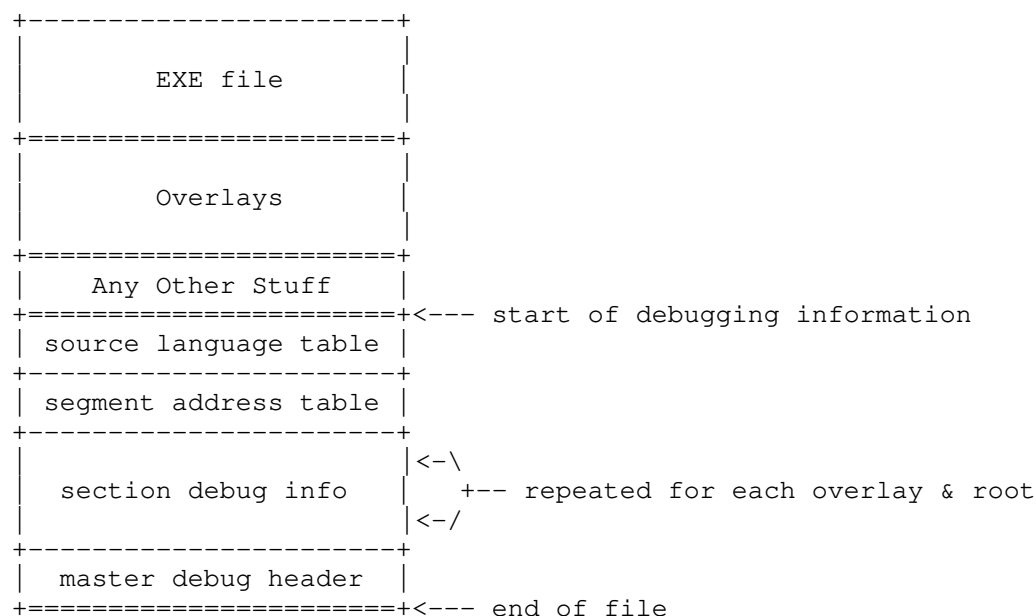 +-----------------------+
|                       |
|        EXE file       |
|                       |
+=======================+
|                       |
|        Overlays       |
|                       |
+=======================+
|    Any Other Stuff    |
+=======================+<--- start of debugging information
| source language table |
+-----------------------+
| segment address table |
+-----------------------+
|                       |<-\
|  section debug info   |   +-- repeated for each overlay & root
|                       |<-/
+-----------------------+
|  master debug header  |
+=======================+<--- end of file